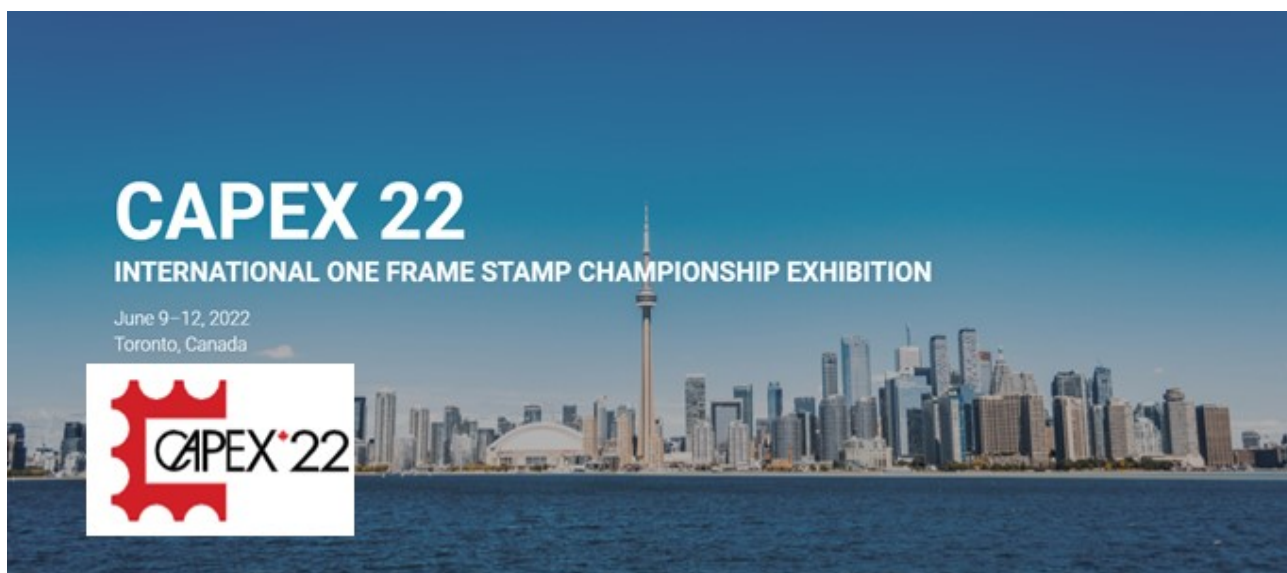 CAPEX 22
INTERNATIONAL ONE FRAME STAMP CHAMPIONSHIP EXHIBITION
June 9–12, 2022
Toronto, Canada
CAPEX 22